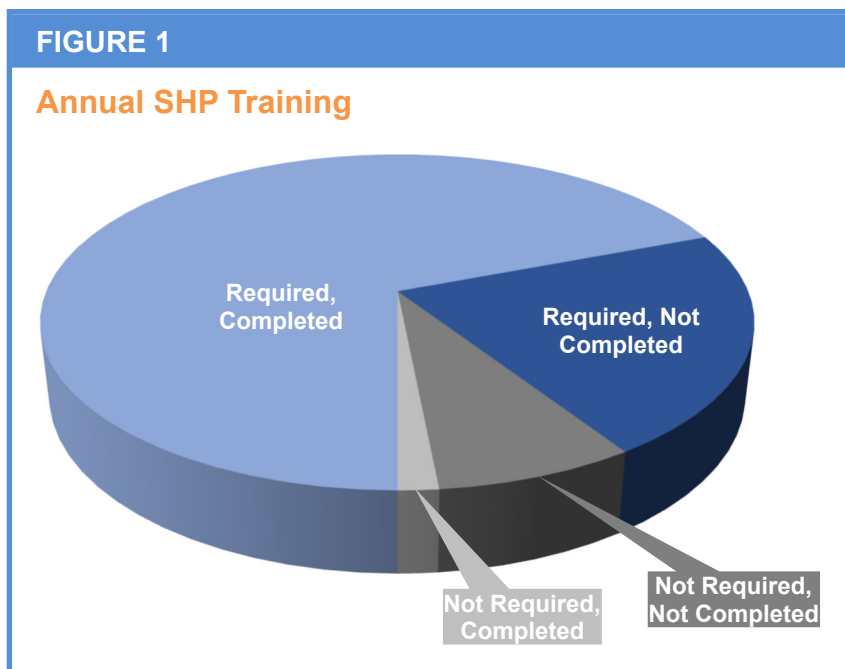 FIGURE 1
Annual SHP Training
Required,
Completed
Required, Not
Completed
Not Required,
Completed
Not Required,
Not Completed